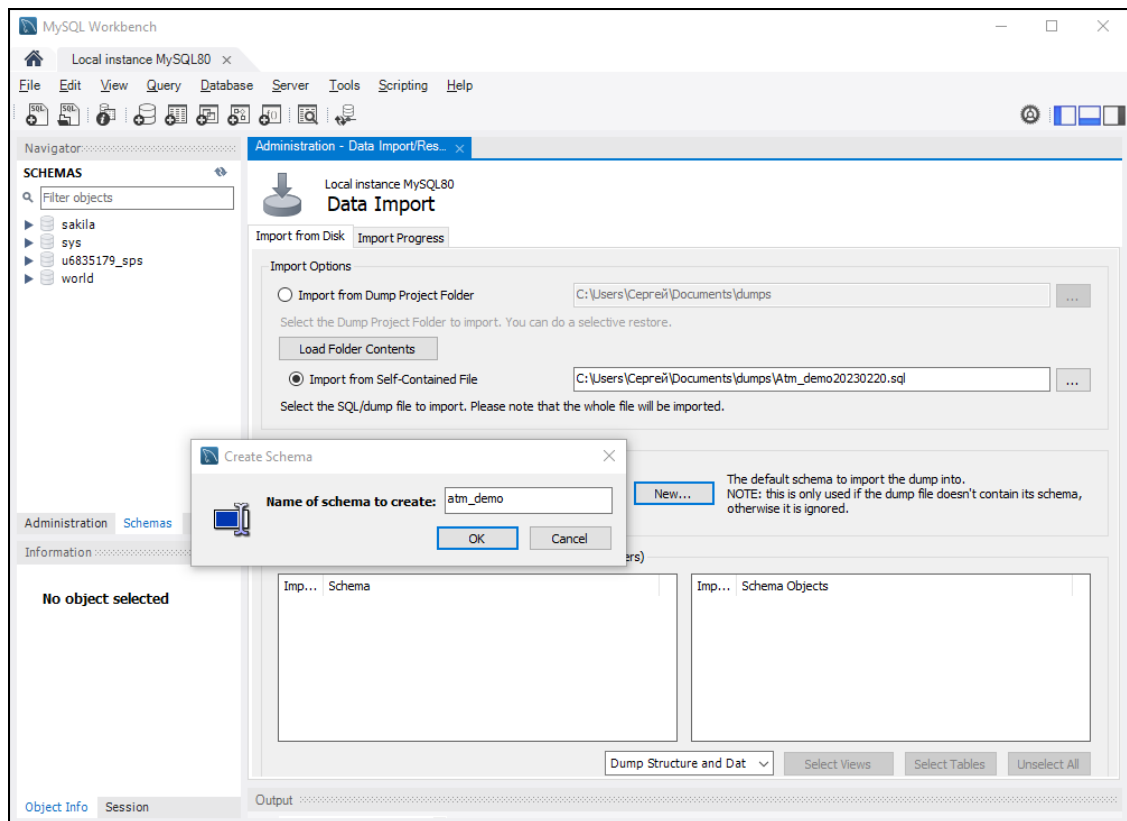 MySQL Workbench
Local instance MySQL80
File Edit View Query Database Server Tools Scripting Help
Navigator
SCHEMAS
Filter objects
sakila
sys
u6835179_sps
world
Administration Schemas
Information
No object selected
Object Info Session
Administration - Data Import/Res...
Local instance MySQL80
Data Import
Import from Disk Import Progress
Import Options
Import from Dump Project Folder C:\Users\Сергей\Documents\dumps ...
Select the Dump Project Folder to import. You can do a selective restore.
Load Folder Contents
Import from Self-Contained File C:\Users\Сергей\Documents\dumps\Atm_demo20230220.sql ...
Select the SQL/dump file to import. Please note that the whole file will be imported.
Create Schema
Name of schema to create: atm_demo
OK Cancel
New...
The default schema to import the dump into.
NOTE: this is only used if the dump file doesn't contain its schema,
otherwise it is ignored.
Imp... Schema
Imp... Schema Objects
Dump Structure and Dat Select Views Select Tables Unselect All
Output